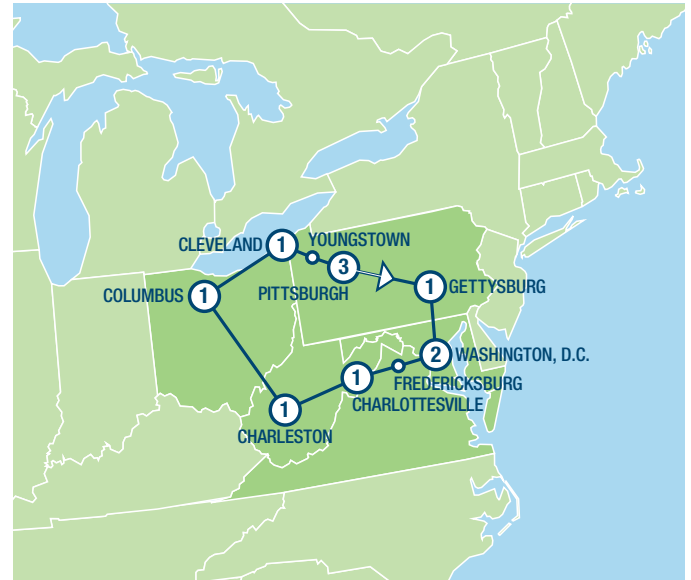 YOUNGSTOWN
CLEVELAND 1
3
COLUMBUS 1
PITTSBURGH
1 GETTYSBURG
2 WASHINGTON, D.C.
1
FREDERICKSBURG
CHARLOTTESVILLE
1
CHARLESTON